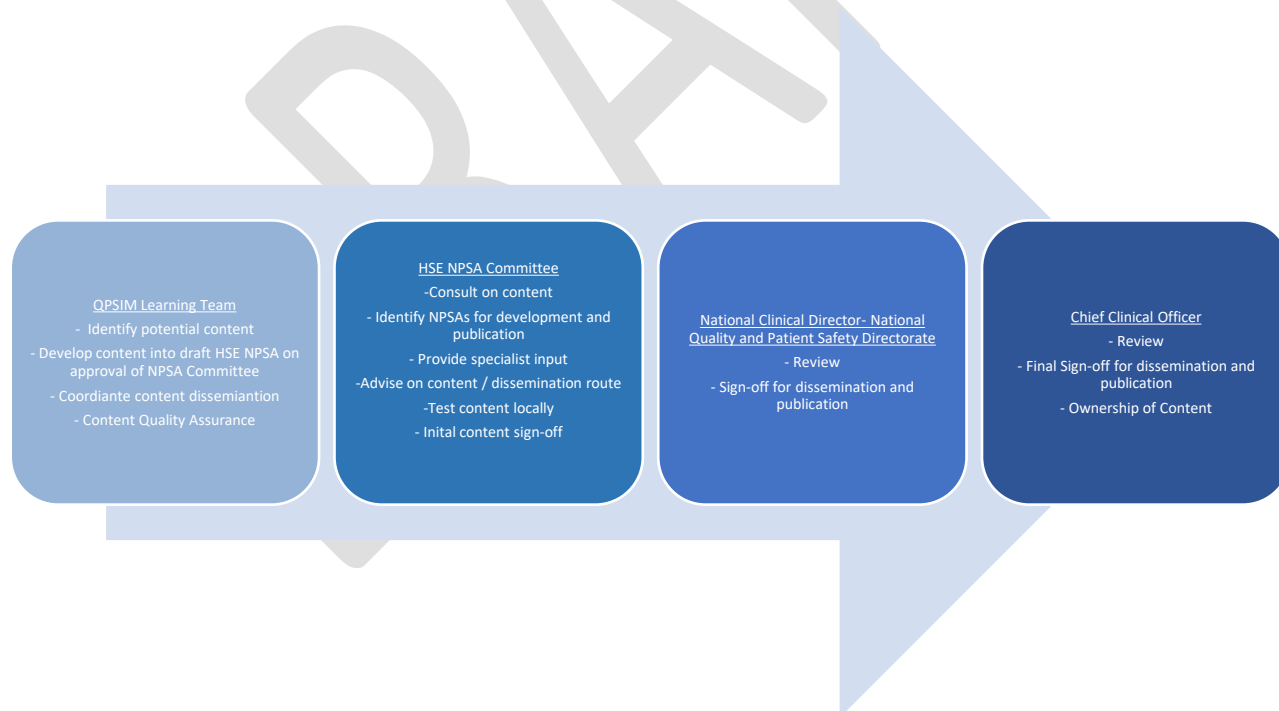 QPSIM Learning Team
- Identify potential content
- Develop content into draft HSE NPSA on
approval of NPSA Committee
- Coordiante content dissemiantion
- Content Quality Assurance
HSE NPSA Committee
-Consult on content
- Identify NPSAs for development and
publication
- Provide specialist input
-Advise on content / dissemination route
-Test content locally
- Inital content sign-off
National Clinical Director- National
Quality and Patient Safety Directorate
- Review
- Sign-off for dissemination and
publication
Chief Clinical Officer
- Review
- Final Sign-off for dissemination and
publication
- Ownership of Content